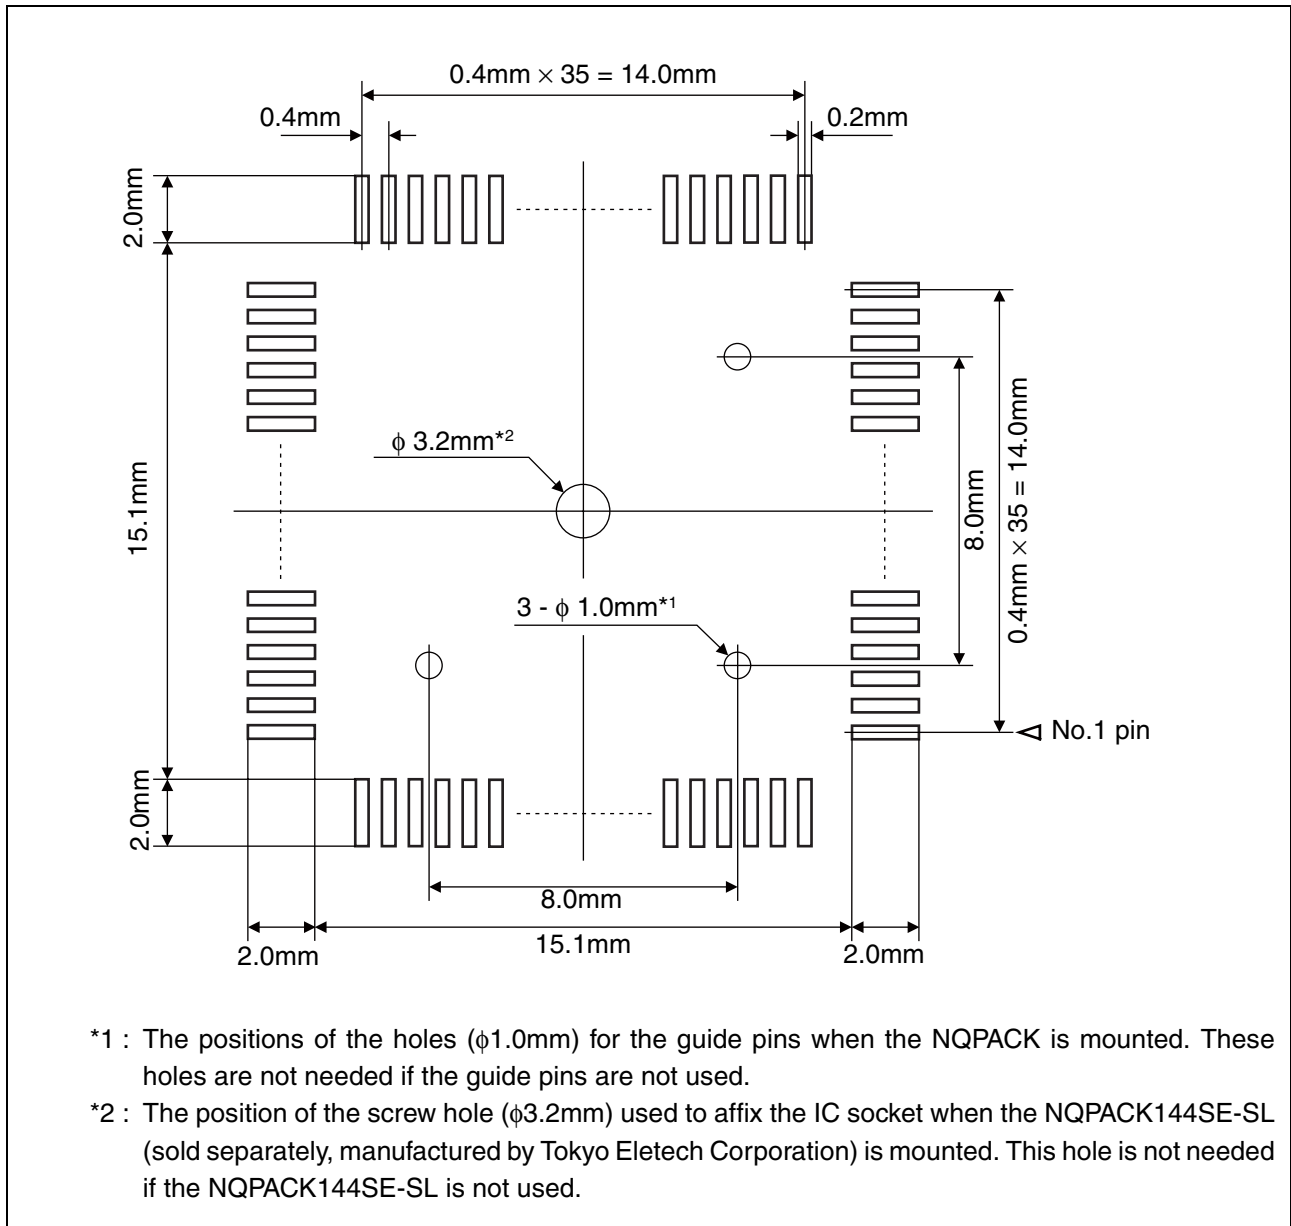 0.4mm × 35 = 14.0mm
0.4mm
0.2mm
2.0mm
15.1mm
2.0mm
φ 3.2mm*2
3 - φ 1.0mm*1
8.0mm
0.4mm × 35 = 14.0mm
No.1 pin
8.0mm
2.0mm
15.1mm
2.0mm
*1 : The positions of the holes (φ1.0mm) for the guide pins when the NQPACK is mounted. These
holes are not needed if the guide pins are not used.
*2 : The position of the screw hole (φ3.2mm) used to affix the IC socket when the NQPACK144SE-SL
(sold separately, manufactured by Tokyo Eletech Corporation) is mounted. This hole is not needed
if the NQPACK144SE-SL is not used.